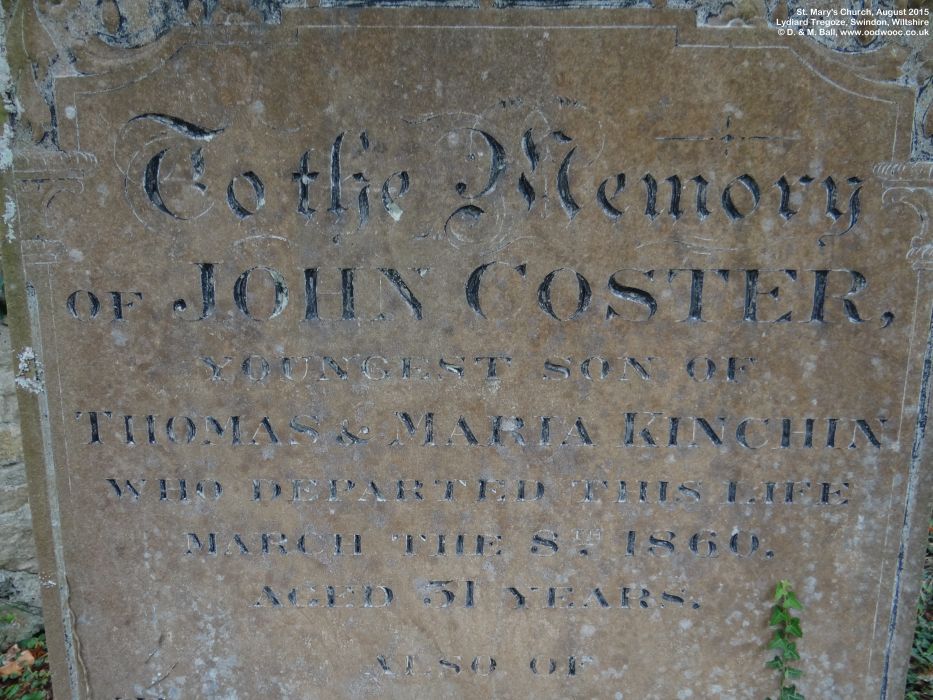 St. Mary's Church, August 2015
Lydiard Tregoze, Swindon, Wiltshire
© D. & M. Ball, www.oodwooc.co.uk
To the Memory
OF JOHN COSTER,
YOUNGEST SON OF
THOMAS & MARIA KINCHIN
WHO DEPARTED THIS LIFE
MARCH THE 8TH. 1860.
AGED 31 YEARS.
ALSO OF